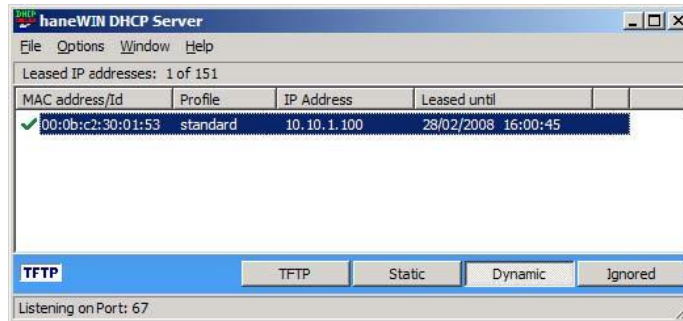 haneWIN DHCP Server
File Options Window Help
Leased IP addresses: 1 of 151
MAC address/Id Profile IP Address Leased until
00:0b:c2:30:01:53 standard 10.10.1.100 28/02/2008 16:00:45
TFTP TFTP Static Dynamic Ignored
Listening on Port: 67